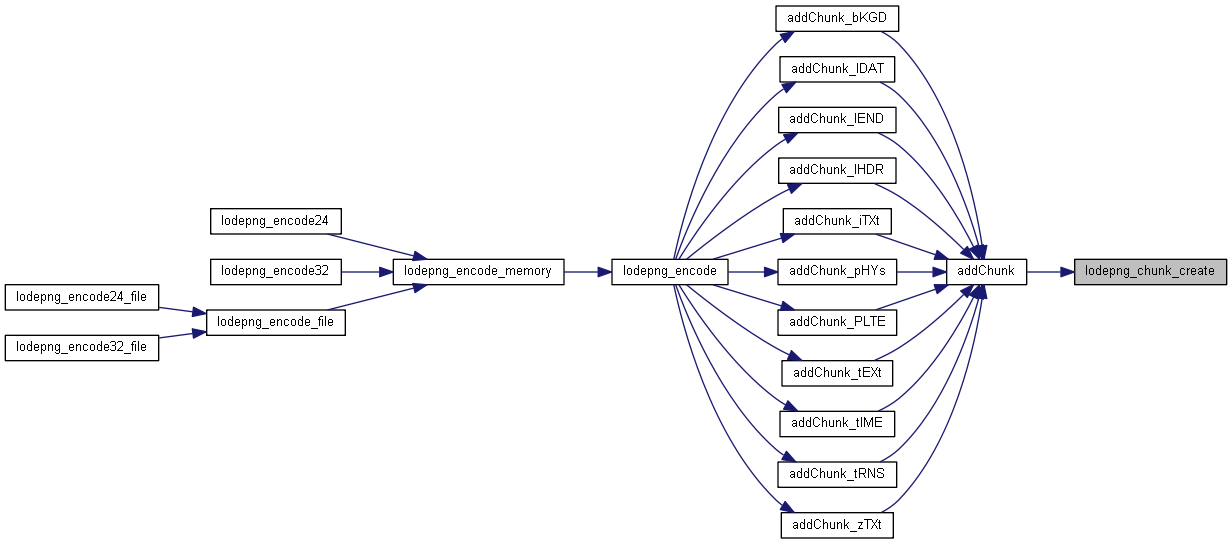 addChunk_bKGD
addChunk_IDAT
addChunk_IEND
addChunk_IHDR
addChunk_iTXt
addChunk_pHYs
addChunk_PLTE
addChunk_tEXt
addChunk_tIME
addChunk_tRNS
addChunk_zTXt
lodepng_encode24
lodepng_encode32
lodepng_encode24_file
lodepng_encode32_file
lodepng_encode_file
lodepng_encode_memory
lodepng_encode
addChunk
lodepng_chunk_create